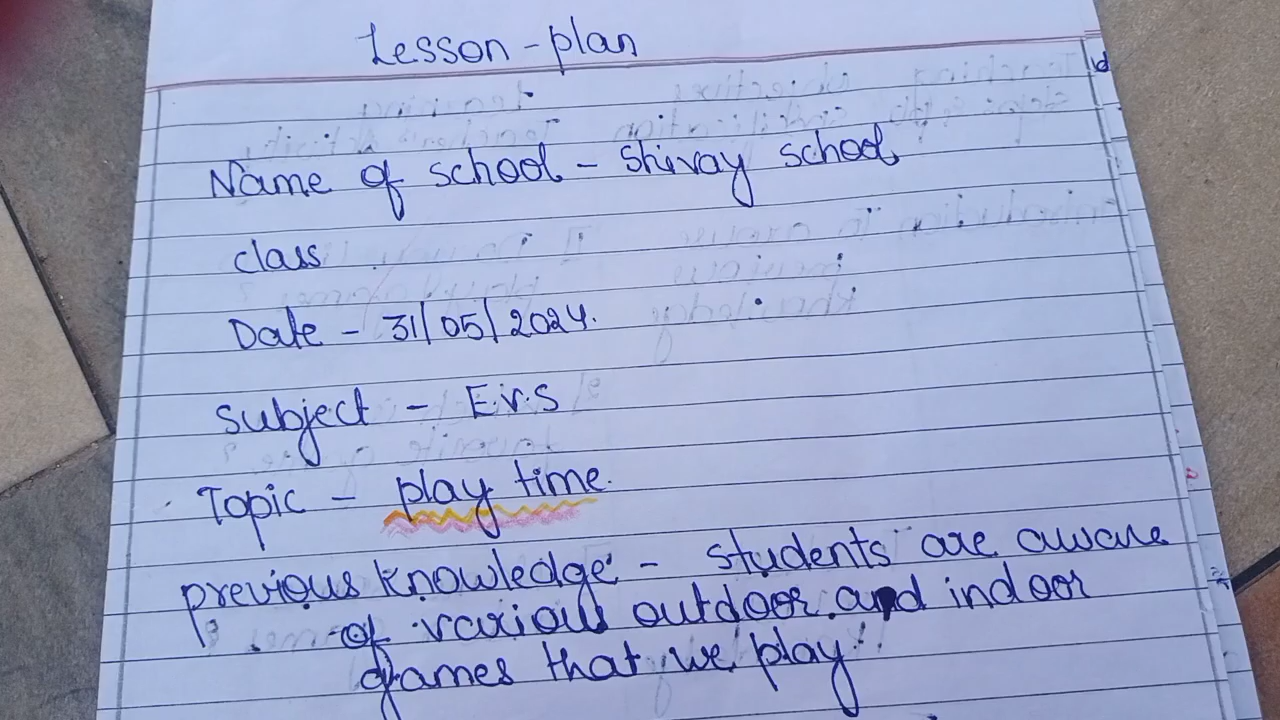 Lesson-plan
Name of school - Shivay school
class
Date - 31/05/2024.
Subject - E.V.S
Topic - play time.
previous knowledge - students are aware
of various outdoor and indoor
games that we play